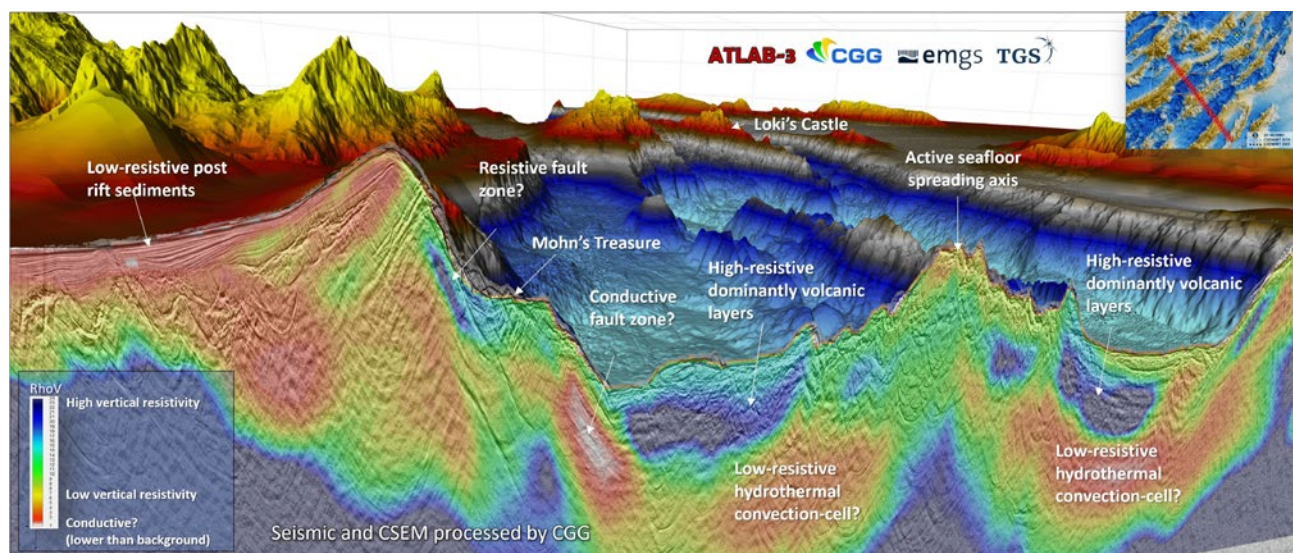 ATLAB-3 CGG emgs TGS
Loki's Castle
Low-resistive post
rift sediments
Resistive fault
zone?
Active seafloor
spreading axis
Mohn's Treasure
High-resistive
dominantly volcanic
layers
Conductive
fault zone?
High-resistive
dominantly volcanic
layers
RhoV
High vertical resistivity
Low vertical resistivity
Conductive?
(lower than background)
Low-resistive
hydrothermal
convection-cell?
Low-resistive
hydrothermal
convection-cell?
Seismic and CSEM processed by CGG